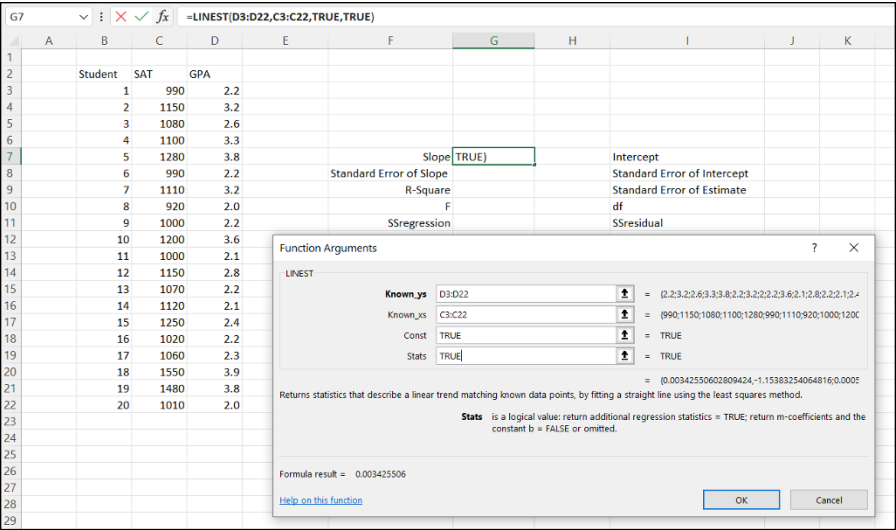 G7 fx =LINEST(D3:D22,C3:C22,TRUE,TRUE)
A B C D E F G H I J K
1
2 Student SAT GPA
3 1 990 2.2
4 2 1150 3.2
5 3 1080 2.6
6 4 1100 3.3
7 5 1280 3.8 Slope TRUE) Intercept
8 6 990 2.2 Standard Error of Slope Standard Error of Intercept
9 7 1110 3.2 R-Square Standard Error of Estimate
10 8 920 2.0 F df
11 9 1000 2.2 SSregression SSresidual
12 10 1200 3.6
13 11 1000 2.1
14 12 1150 2.8
15 13 1070 2.2
16 14 1120 2.1
17 15 1250 2.4
18 16 1020 2.2
19 17 1060 2.3
20 18 1550 3.9
21 19 1480 3.8
22 20 1010 2.0
23
24
25
26
27
28
29
Function Arguments ? ×
LINEST
Known_ys D3:D22 = {2.2;3.2;2.6;3.3;3.8;2.2;3.2;2;2.2;3.6;2.1;2.8;2.2;2.1;2.4
Known_xs C3:C22 = {990;1150;1080;1100;1280;990;1110;920;1000;1200
Const TRUE = TRUE
Stats TRUE = TRUE
= {0.00342550602809424,-1.15383254064816;0.0005
Returns statistics that describe a linear trend matching known data points, by fitting a straight line using the least squares method.
Stats is a logical value: return additional regression statistics = TRUE; return m-coefficients and the
constant b = FALSE or omitted.
Formula result = 0.003425506
Help on this function OK Cancel